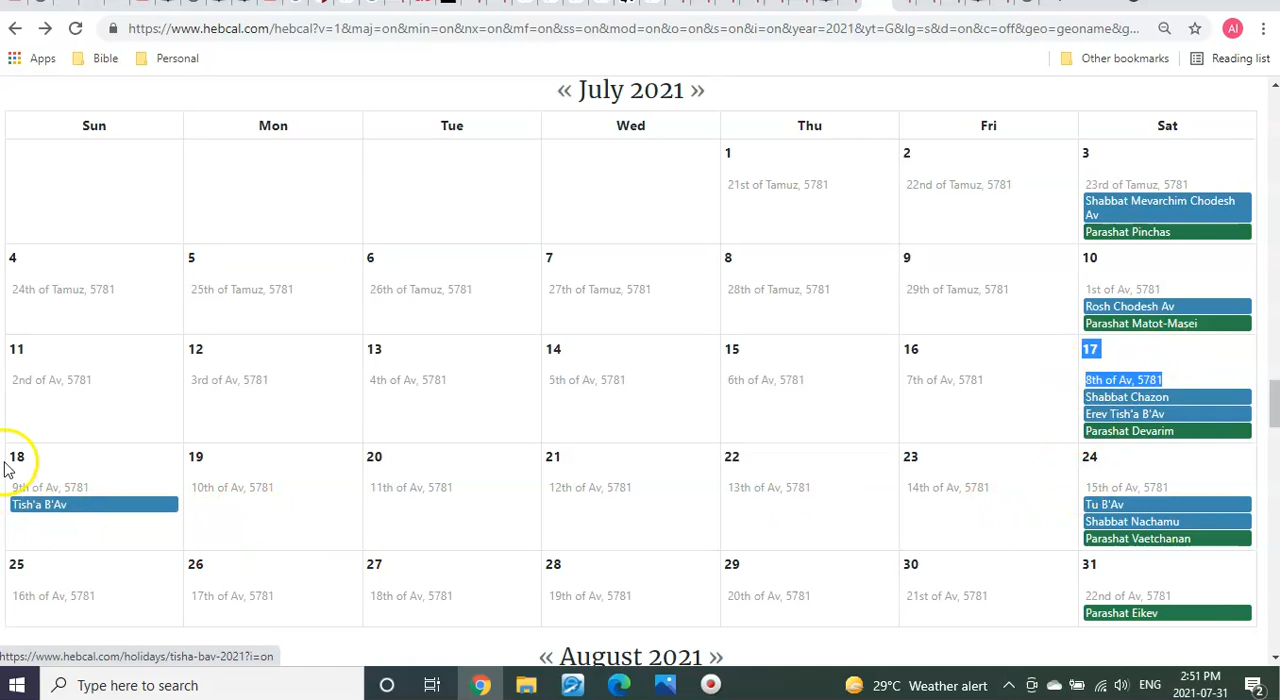 https://www.hebcal.com/hebcal?v=1&maj=on&min=on&nx=on&mf=on&ss=on&mod=on&o=on&s=on&i=on&year=2021&yt=G&lg=s&d=on&c=off&geo=geoname&g...
AI
Apps
Bible
Personal
Other bookmarks
Reading list
« July 2021 »
Sun Mon Tue Wed Thu Fri Sat
1
21st of Tamuz, 5781
2
22nd of Tamuz, 5781
3
23rd of Tamuz, 5781
Shabbat Mevarchim Chodesh
Av
Parashat Pinchas
4
24th of Tamuz, 5781
5
25th of Tamuz, 5781
6
26th of Tamuz, 5781
7
27th of Tamuz, 5781
8
28th of Tamuz, 5781
9
29th of Tamuz, 5781
10
1st of Av, 5781
Rosh Chodesh Av
Parashat Matot-Masei
11
2nd of Av, 5781
12
3rd of Av, 5781
13
4th of Av, 5781
14
5th of Av, 5781
15
6th of Av, 5781
16
7th of Av, 5781
17
8th of Av, 5781
Shabbat Chazon
Erev Tish'a B'Av
Parashat Devarim
18
9th of Av, 5781
Tish'a B'Av
19
10th of Av, 5781
20
11th of Av, 5781
21
12th of Av, 5781
22
13th of Av, 5781
23
14th of Av, 5781
24
15th of Av, 5781
Tu B'Av
Shabbat Nachamu
Parashat Vaetchanan
25
16th of Av, 5781
26
17th of Av, 5781
27
18th of Av, 5781
28
19th of Av, 5781
29
20th of Av, 5781
30
21st of Av, 5781
31
22nd of Av, 5781
Parashat Eikev
https://www.hebcal.com/holidays/tisha-bav-2021?i=on
« August 2021 »
Type here to search
29°C Weather alert
ENG
2:51 PM
2021-07-31
2